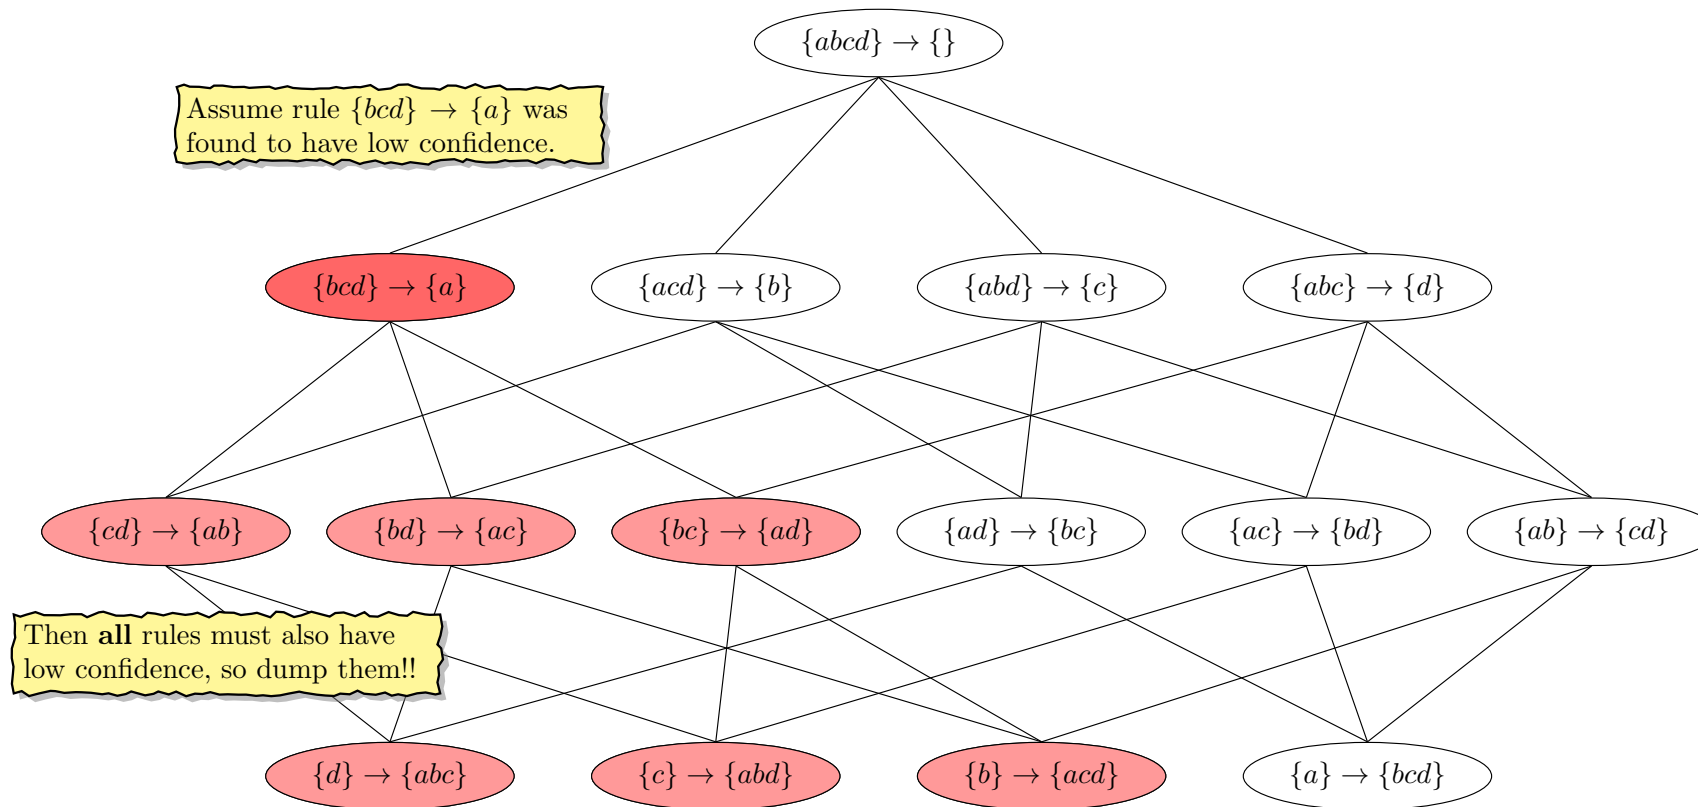 {abcd} → {}
Assume rule {bcd} → {a} was
found to have low confidence.
{bcd} → {a}
{acd} → {b}
{abd} → {c}
{abc} → {d}
{cd} → {ab}
{bd} → {ac}
{bc} → {ad}
{ad} → {bc}
{ac} → {bd}
{ab} → {cd}
Then all rules must also have
low confidence, so dump them!!
{d} → {abc}
{c} → {abd}
{b} → {acd}
{a} → {bcd}